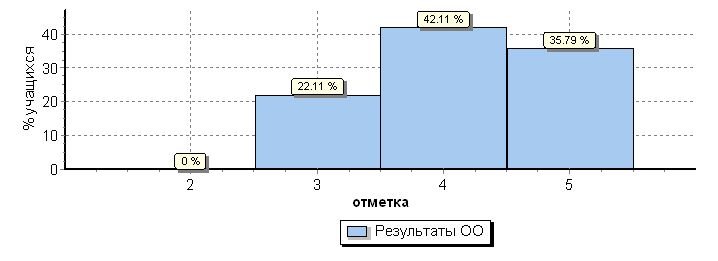 42.11 %
40
35.79 %
30
22.11 %
20
10
0 %
0
2 3 4 5
% учащихся
отметка
Результаты ОО